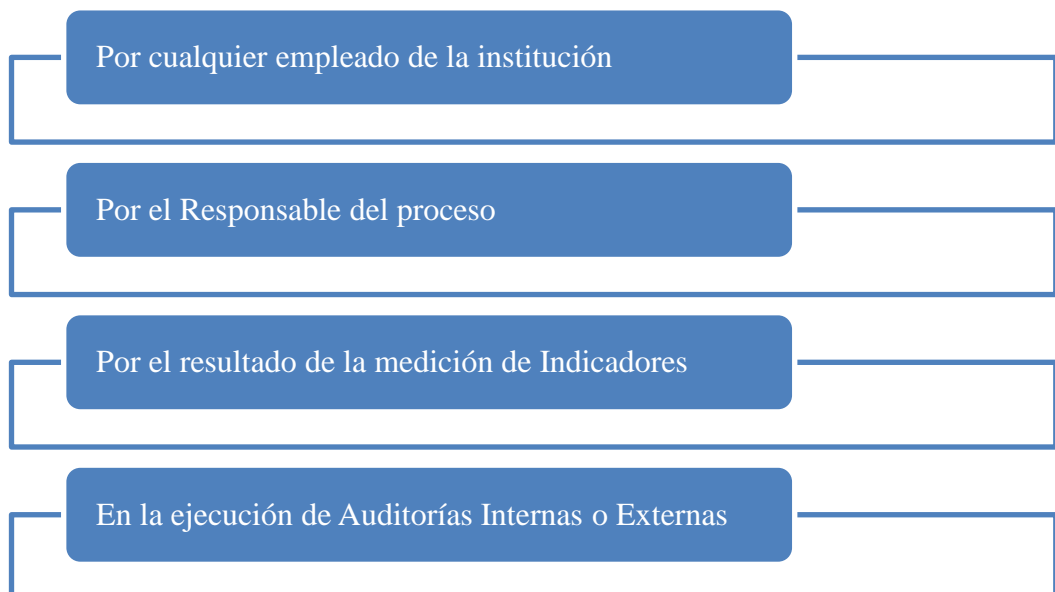 Por cualquier empleado de la institución
Por el Responsable del proceso
Por el resultado de la medición de Indicadores
En la ejecución de Auditorías Internas o Externas